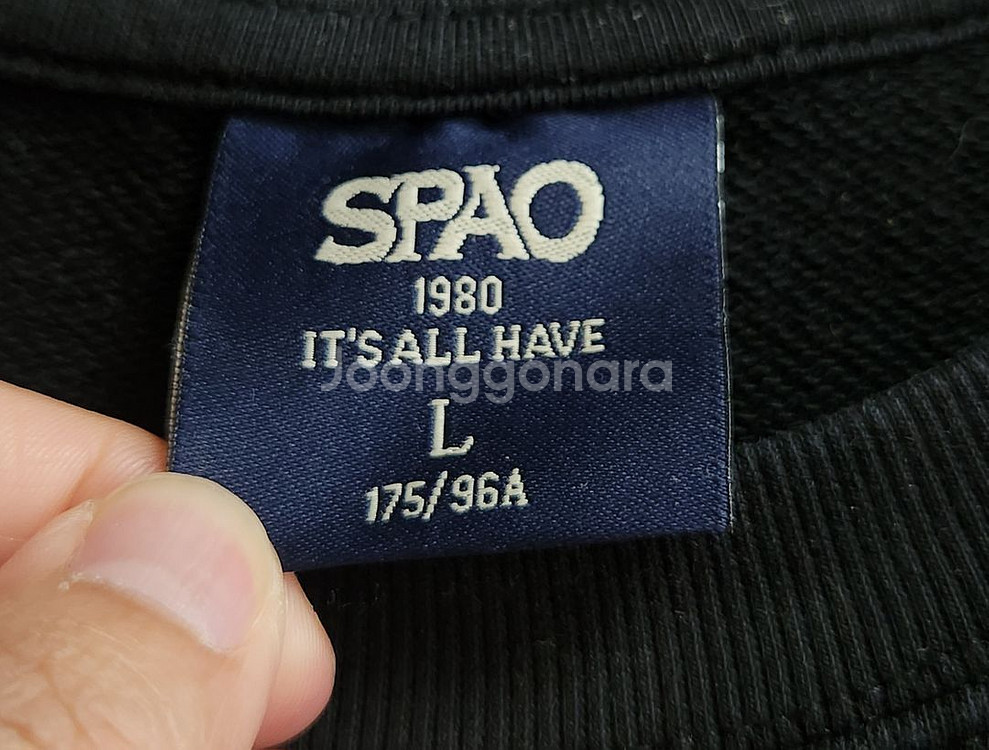 SPAO
1980
IT'S ALL HAVE
Joonggonara
L
175/96A